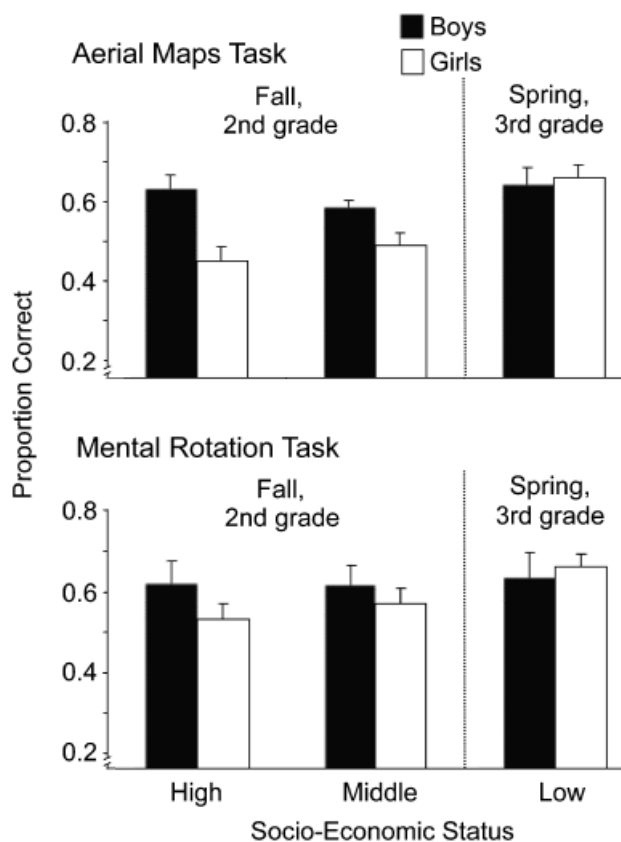 Boys
Girls
Aerial Maps Task
Fall,
2nd grade
Spring,
3rd grade
0.8
0.6
0.4
0.2
Proportion Correct
Mental Rotation Task
Fall,
2nd grade
Spring,
3rd grade
0.8
0.6
0.4
0.2
High Middle Low
Socio-Economic Status